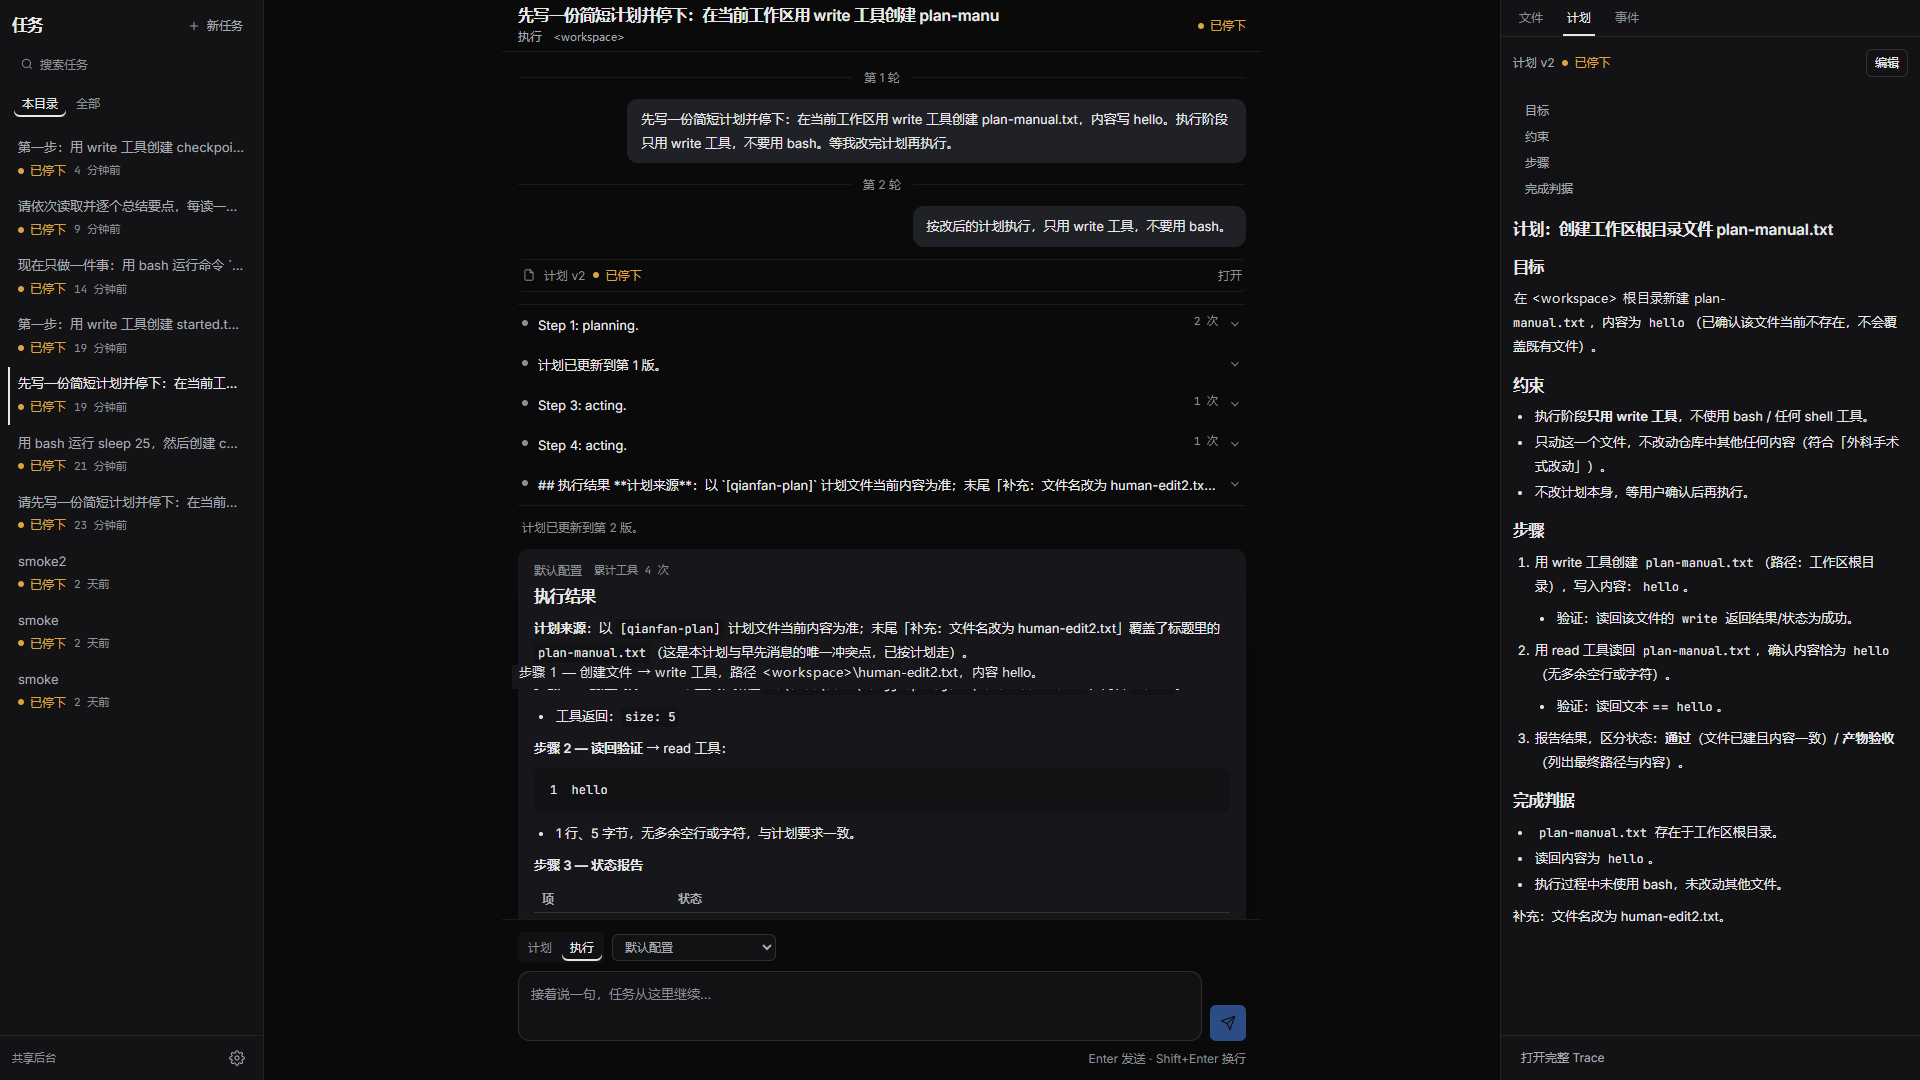 任务
+ 新任务
搜索任务
本目录
全部
第一步：用 write 工具创建 checkpoi...
已停下 4 分钟前
请依次读取并逐个总结要点，每读一...
已停下 9 分钟前
现在只做一件事：用 bash 运行命令 `...
已停下 14 分钟前
第一步：用 write 工具创建 started.t...
已停下 19 分钟前
先写一份简短计划并停下：在当前工...
已停下 19 分钟前
用 bash 运行 sleep 25，然后创建 c...
已停下 21 分钟前
请先写一份简短计划并停下：在当前...
已停下 23 分钟前
smoke2
已停下 2 天前
smoke
已停下 2 天前
smoke
已停下 2 天前
共享后台
先写一份简短计划并停下：在当前工作区用 write 工具创建 plan-manu
执行 <workspace>
已停下
第 1 轮
先写一份简短计划并停下：在当前工作区用 write 工具创建 plan-manual.txt，内容写 hello。执行阶段
只用 write 工具，不要用 bash。等我改完计划再执行。
第 2 轮
按改后的计划执行，只用 write 工具，不要用 bash。
计划 v2 已停下
打开
Step 1: planning.
2 次
计划已更新到第 1 版。
Step 3: acting.
1 次
Step 4: acting.
1 次
## 执行结果 **计划来源**：以 `[qianfan-plan]` 计划文件当前内容为准；末尾「补充：文件名改为 human-edit2.tx...
计划已更新到第 2 版。
默认配置 累计工具 4 次
执行结果
计划来源：以 [qianfan-plan] 计划文件当前内容为准；末尾「补充：文件名改为 human-edit2.txt」覆盖了标题里的
plan-manual.txt（这是本计划与早先消息的唯一冲突点，已按计划走）。
步骤 1 — 创建文件 → write 工具，路径 <workspace>\human-edit2.txt，内容 hello。
工具返回： size: 5
步骤 2 — 读回验证 → read 工具：
1 hello
1 行、5 字节，无多余空行或字符，与计划要求一致。
步骤 3 — 状态报告
项 状态
计划
执行
默认配置
接着说一句，任务从这里继续...
Enter 发送 · Shift+Enter 换行
文件
计划
事件
计划 v2 已停下
编辑
目标
约束
步骤
完成判据
计划：创建工作区根目录文件 plan-manual.txt
目标
在 <workspace> 根目录新建 plan-
manual.txt，内容为 hello（已确认该文件当前不存在，不会覆
盖既有文件）。
约束
执行阶段只用 write 工具，不使用 bash / 任何 shell 工具。
只动这一个文件，不改动仓库中其他任何内容（符合「外科手术
式改动」）。
不改计划本身，等用户确认后再执行。
步骤
1. 用 write 工具创建 plan-manual.txt（路径：工作区根目
录），写入内容： hello。
验证：读回该文件的 write 返回结果/状态为成功。
2. 用 read 工具读回 plan-manual.txt，确认内容恰为 hello
（无多余空行或字符）。
验证：读回文本 == hello。
3. 报告结果，区分状态：通过（文件已建且内容一致）/ 产物验收
（列出最终路径与内容）。
完成判据
plan-manual.txt 存在于工作区根目录。
读回内容为 hello。
执行过程中未使用 bash，未改动其他文件。
补充：文件名改为 human-edit2.txt。
打开完整 Trace